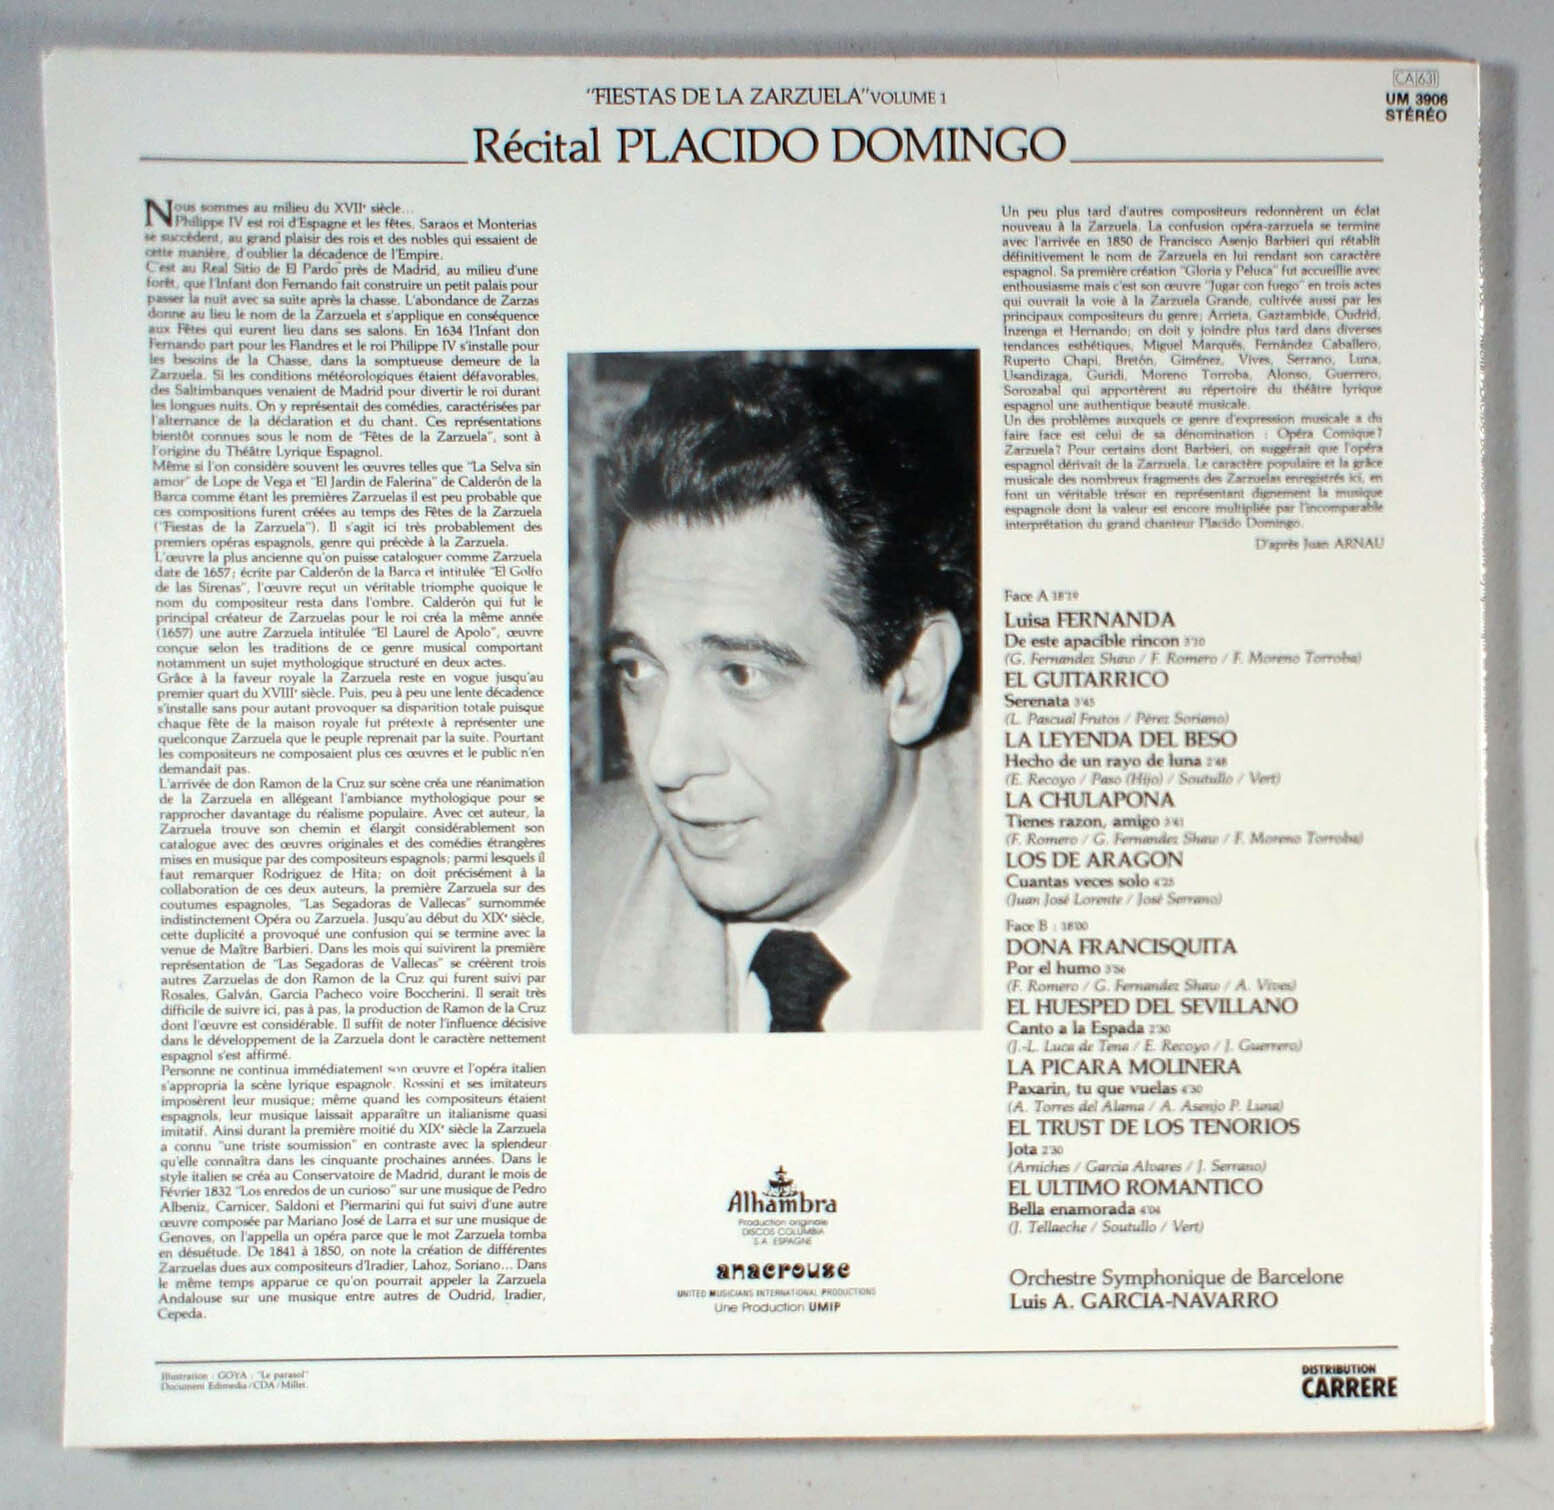 "FIESTAS DE LA ZARZUELA" VOLUME 1
CA 631
UM 3906
STÉRÉO
Récital PLACIDO DOMINGO
Nous sommes au milieu du XVIIe siècle...
Philippe IV est roi d'Espagne et les fêtes, Saraos et Monterias
se succèdent, au grand plaisir des rois et des nobles qui essaient de
cette manière, d'oublier la décadence de l'Empire.
C'est au Real Sitio de El Pardo près de Madrid, au milieu d'une
forêt, que l'Infant don Fernando fait construire un petit palais pour
passer la nuit avec sa suite après la chasse. L'abondance de Zarzas
donne au lieu le nom de la Zarzuela et s'applique en conséquence
aux Fêtes qui eurent lieu dans ses salons. En 1634 l'Infant don
Fernando part pour les Flandres et le roi Philippe IV s'installe pour
les besoins de la Chasse, dans la somptueuse demeure de la
Zarzuela. Si les conditions météorologiques étaient défavorables,
des Saltimbanques venaient de Madrid pour divertir le roi durant
les longues nuits. On y représentait des comédies, caractérisées par
l'alternance de la déclaration et du chant. Ces représentations
bientôt connues sous le nom de "Fêtes de la Zarzuela", sont à
l'origine du Théâtre Lyrique Espagnol.
Même si l'on considère souvent les œuvres telles que "La Selva sin
amor" de Lope de Vega et "El Jardin de Falerina" de Calderón de la
Barca comme étant les premières Zarzuelas il est peu probable que
ces compositions furent créées au temps des Fêtes de la Zarzuela
("Fiestas de la Zarzuela"). Il s'agit ici très probablement des
premiers opéras espagnols, genre qui précède à la Zarzuela.
L'œuvre la plus ancienne qu'on puisse cataloguer comme Zarzuela
date de 1657; écrite par Calderón de la Barca et intitulée "El Golfo
de las Sirenas", l'œuvre reçut un véritable triomphe quoique le
nom du compositeur resta dans l'ombre. Calderón qui fut le
principal créateur de Zarzuelas pour le roi créa la même année
(1657) une autre Zarzuela intitulée "El Laurel de Apolo", œuvre
conçue selon les traditions de ce genre musical comportant
notamment un sujet mythologique structuré en deux actes.
Grâce à la faveur royale la Zarzuela reste en vogue jusqu'au
premier quart du XVIIIe siècle. Puis, peu à peu une lente décadence
s'installe sans pour autant provoquer sa disparition totale puisque
chaque fête de la maison royale fut prétexte à représenter une
quelconque Zarzuela que le peuple reprenait par la suite. Pourtant
les compositeurs ne composaient plus ces œuvres et le public n'en
demandait pas.
L'arrivée de don Ramon de la Cruz sur scène créa une réanimation
de la Zarzuela en allégeant l'ambiance mythologique pour se
rapprocher davantage du réalisme populaire. Avec cet auteur, la
Zarzuela trouve son chemin et élargit considérablement son
catalogue avec des œuvres originales et des comédies étrangères
mises en musique par des compositeurs espagnols; parmi lesquels il
faut remarquer Rodriguez de Hita; on doit précisément à la
collaboration de ces deux auteurs, la première Zarzuela sur des
coutumes espagnoles, "Las Segadoras de Vallecas" surnommée
indistinctement Opéra ou Zarzuela. Jusqu'au début du XIXe siècle,
cette duplicité a provoqué une confusion qui se termine avec la
venue de Maître Barbieri. Dans les mois qui suivirent la première
représentation de "Las Segadoras de Vallecas" se créèrent trois
autres Zarzuelas de don Ramon de la Cruz qui furent suivi par
Rosales, Galván, Garcia Pacheco voire Boccherini. Il serait très
difficile de suivre ici, pas à pas, la production de Ramon de la Cruz
dont l'œuvre est considérable. Il suffit de noter l'influence décisive
dans le développement de la Zarzuela dont le caractère nettement
espagnol s'est affirmé.
Personne ne continua immédiatement son œuvre et l'opéra italien
s'appropria la scène lyrique espagnole. Rossini et ses imitateurs
imposèrent leur musique; même quand les compositeurs étaient
espagnols, leur musique laissait apparaître un italianisme quasi
imitatif. Ainsi durant la première moitié du XIXe siècle la Zarzuela
a connu "une triste soumission" en contraste avec la splendeur
qu'elle connaîtra dans les cinquante prochaines années. Dans le
style italien se créa au Conservatoire de Madrid, durant le mois de
Février 1832 "Los enredos de un curioso" sur une musique de Pedro
Albeniz, Carnicer, Saldoni et Piermarini qui fut suivi d'une autre
œuvre composée par Mariano José de Larra et sur une musique de
Genoves, on l'appella un opéra parce que le mot Zarzuela tomba
en désuétude. De 1841 à 1850, on note la création de différentes
Zarzuelas dues aux compositeurs d'Iradier, Lahoz, Soriano... Dans
le même temps apparue ce qu'on pourrait appeler la Zarzuela
Andalouse sur une musique entre autres de Oudrid, Iradier,
Cepeda.
Un peu plus tard d'autres compositeurs redonnèrent un éclat
nouveau à la Zarzuela. La confusion opéra-zarzuela se termine
avec l'arrivée en 1850 de Francisco Asenjo Barbieri qui rétablit
définitivement le nom de Zarzuela en lui rendant son caractère
espagnol. Sa première création "Gloria y Peluca" fut accueillie avec
enthousiasme mais c'est son œuvre "Jugar con fuego" en trois actes
qui ouvrait la voie à la Zarzuela Grande, cultivée aussi par les
principaux compositeurs du genre; Arrieta, Gaztambide, Oudrid,
Inzenga et Hernando; on doit y joindre plus tard dans diverses
tendances esthétiques, Miguel Marqués, Fernández Caballero,
Ruperto Chapi, Bretón, Giménez, Vives, Serrano, Luna,
Usandizaga, Guridi, Moreno Torroba, Alonso, Guerrero,
Sorozabal qui apportèrent au répertoire du théâtre lyrique
espagnol une authentique beauté musicale.
Un des problèmes auxquels ce genre d'expression musicale a du
faire face est celui de sa dénomination : Opéra Comique?
Zarzuela? Pour certains dont Barbieri, on suggérait que l'opéra
espagnol dérivait de la Zarzuela. Le caractère populaire et la grâce
musicale des nombreux fragments des Zarzuelas enregistrés ici, en
font un véritable trésor en représentant dignement la musique
espagnole dont la valeur est encore multipliée par l'incomparable
interprétation du grand chanteur Placido Domingo.
D'après Juan ARNAU
Face A 18'19
Luisa FERNANDA
De este apacible rincon 3'10
(G. Fernandez Shaw / F. Romero / F. Moreno Torroba)
EL GUITARRICO
Serenata 3'45
(L. Pascual Frutos / Pérez Soriano)
LA LEYENDA DEL BESO
Hecho de un rayo de luna 2'48
(E. Recoyo / Paso (Hijo) / Soutullo / Vert)
LA CHULAPONA
Tienes razon, amigo 3'41
(F. Romero / G. Fernandez Shaw / F. Moreno Torroba)
LOS DE ARAGON
Cuantas veces solo 4'25
(Juan José Lorente / José Serrano)
Face B : 18'00
DONA FRANCISQUITA
Por el humo 3'56
(F. Romero / G. Fernandez Shaw / A. Vives)
EL HUESPED DEL SEVILLANO
Canto a la Espada 2'30
(J.-L. Luca de Tena / E. Recoyo / J. Guerrero)
LA PICARA MOLINERA
Paxarin, tu que vuelas 4'30
(A. Torres del Alama / A. Asenjo P. Luna)
EL TRUST DE LOS TENORIOS
Jota 2'30
(Arniches / Garcia Alvares / J. Serrano)
EL ULTIMO ROMANTICO
Bella enamorada 4'04
(J. Tellaeche / Soutullo / Vert)
Orchestre Symphonique de Barcelone
Luis A. GARCIA-NAVARRO
Alhambra
Production originale
DISCOS COLUMBIA
S.A. ESPAGNE
anacrouse
UNITED MUSICIANS INTERNATIONAL PRODUCTIONS
Une Production UMIP
Illustration : GOYA : "Le parasol"
Document Edimedia/CDA/Milles.
DISTRIBUTION
CARRERE